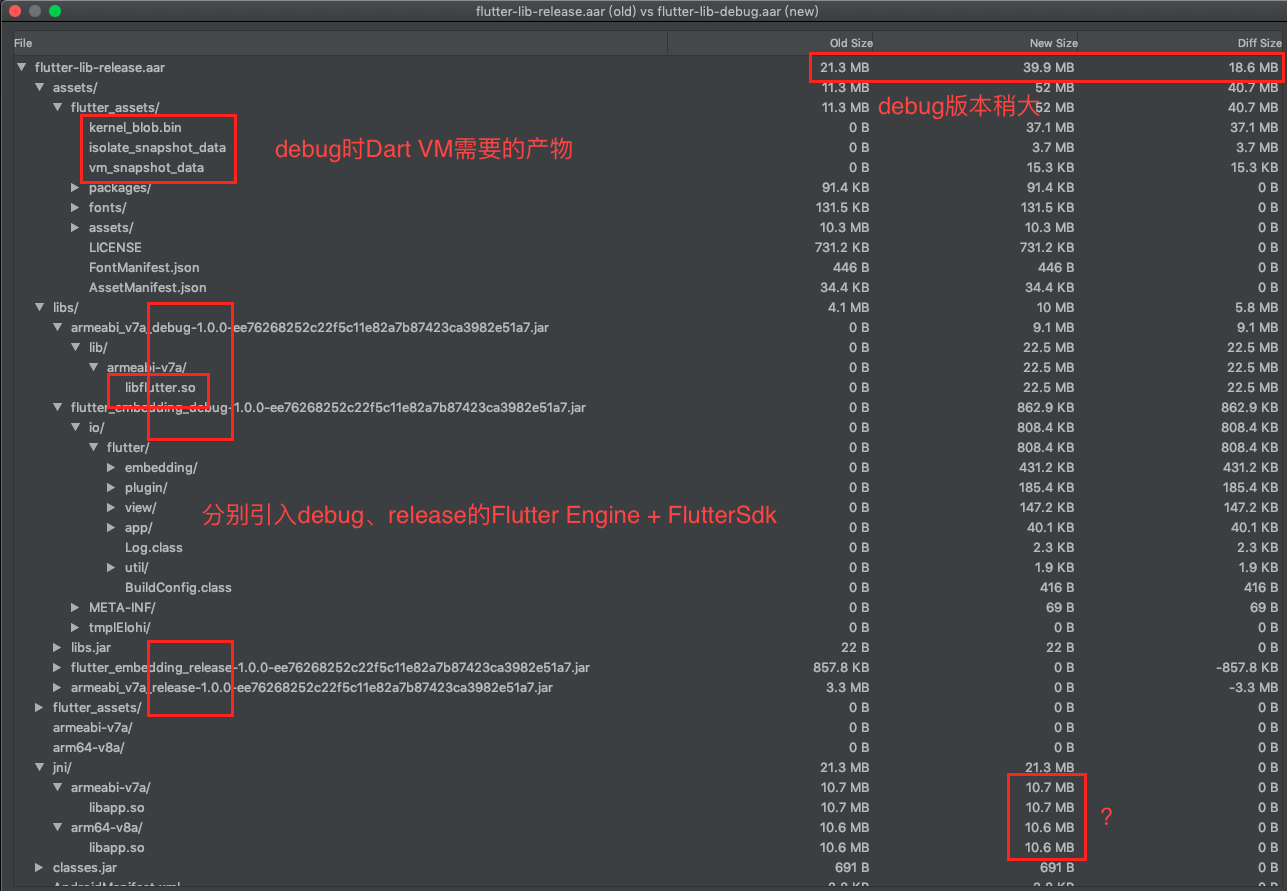 flutter-lib-release.aar (old) vs flutter-lib-debug.aar (new)
File Old Size New Size Diff Size
flutter-lib-release.aar 21.3 MB 39.9 MB 18.6 MB
assets/ 11.3 MB 52 MB 40.7 MB
flutter_assets/ 11.3 MB 52 MB 40.7 MB
debug版本稍大
kernel_blob.bin 0 B 37.1 MB 37.1 MB
isolate_snapshot_data 0 B 3.7 MB 3.7 MB
debug时Dart VM需要的产物
vm_snapshot_data 0 B 15.3 KB 15.3 KB
packages/ 91.4 KB 91.4 KB 0 B
fonts/ 131.5 KB 131.5 KB 0 B
assets/ 10.3 MB 10.3 MB 0 B
LICENSE 731.2 KB 731.2 KB 0 B
FontManifest.json 446 B 446 B 0 B
AssetManifest.json 34.4 KB 34.4 KB 0 B
libs/ 4.1 MB 10 MB 5.8 MB
armeabi_v7a_debug-1.0.0-ee76268252c22f5c11e82a7b87423ca3982e51a7.jar 0 B 9.1 MB 9.1 MB
lib/ 0 B 22.5 MB 22.5 MB
armeabi-v7a/ 0 B 22.5 MB 22.5 MB
libflutter.so 0 B 22.5 MB 22.5 MB
flutter_embedding_debug-1.0.0-ee76268252c22f5c11e82a7b87423ca3982e51a7.jar 0 B 862.9 KB 862.9 KB
io/ 0 B 808.4 KB 808.4 KB
flutter/ 0 B 808.4 KB 808.4 KB
embedding/ 0 B 431.2 KB 431.2 KB
plugin/ 0 B 185.4 KB 185.4 KB
view/ 0 B 147.2 KB 147.2 KB
分别引入debug、release的Flutter Engine + FlutterSdk
app/ 0 B 40.1 KB 40.1 KB
Log.class 0 B 2.3 KB 2.3 KB
util/ 0 B 1.9 KB 1.9 KB
BuildConfig.class 0 B 416 B 416 B
META-INF/ 0 B 69 B 69 B
tmplElohi/ 0 B 0 B 0 B
libs.jar 22 B 22 B 0 B
flutter_embedding_release-1.0.0-ee76268252c22f5c11e82a7b87423ca3982e51a7.jar 857.8 KB 0 B -857.8 KB
armeabi_v7a_release-1.0.0-ee76268252c22f5c11e82a7b87423ca3982e51a7.jar 3.3 MB 0 B -3.3 MB
flutter_assets/ 0 B 0 B 0 B
armeabi-v7a/ 0 B 0 B 0 B
arm64-v8a/ 0 B 0 B 0 B
jni/ 21.3 MB 21.3 MB 0 B
armeabi-v7a/ 10.7 MB 10.7 MB 0 B
libapp.so 10.7 MB 10.7 MB 0 B
?
arm64-v8a/ 10.6 MB 10.6 MB 0 B
libapp.so 10.6 MB 10.6 MB 0 B
classes.jar 691 B 691 B 0 B